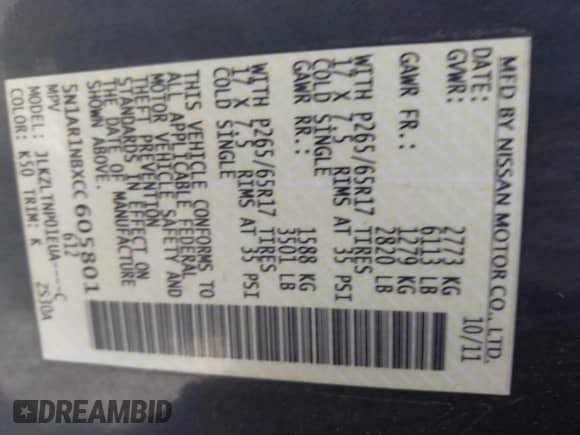 MFD BY NISSAN MOTOR CO., LTD.
DATE: 10/11
GVWR: 2773 KG
6113 LB
GAWR FR.: 1279 KG
2820 LB
WITH P265/65R17 TIRES
17 X 7.5 RIMS AT 35 PSI
COLD SINGLE
GAWR RR.: 1588 KG
3501 LB
WITH P265/65R17 TIRES
17 X 7.5 RIMS AT 35 PSI
COLD SINGLE
THIS VEHICLE CONFORMS TO
ALL APPLICABLE FEDERAL
MOTOR VEHICLE SAFETY AND
THEFT PREVENTION
STANDARDS IN EFFECT ON
THE DATE OF MANUFACTURE
SHOWN ABOVE.
5N1AR1NBXCC605801
MPV 612
MODEL: JLKZLTNP01EUA----C
COLOR: K50 TRIM: K 2S10A
DREAMBID